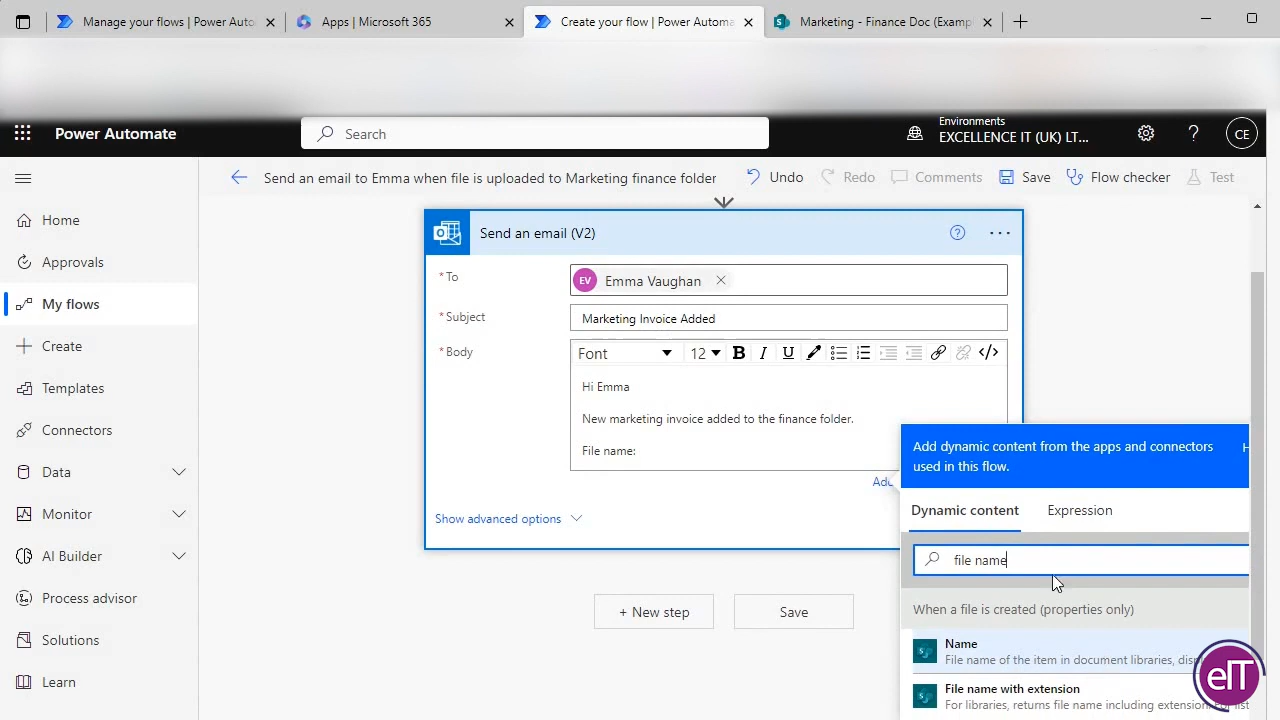 Manage your flows | Power Auto
Apps | Microsoft 365
Create your flow | Power Automa
Marketing - Finance Doc (Exampl
Power Automate
Search
Environments
EXCELLENCE IT (UK) LT...
CE
Send an email to Emma when file is uploaded to Marketing finance folder
Undo
Redo
Comments
Save
Flow checker
Test
Home
Approvals
My flows
Create
Templates
Connectors
Data
Monitor
AI Builder
Process advisor
Solutions
Learn
Send an email (V2)
* To
EV Emma Vaughan
* Subject
Marketing Invoice Added
* Body
Font 12 B I U </>
Hi Emma
New marketing invoice added to the finance folder.
File name:
Add
Show advanced options
+ New step
Save
Add dynamic content from the apps and connectors
used in this flow.
Dynamic content
Expression
file name
When a file is created (properties only)
Name
File name of the item in document libraries, disp
File name with extension
For libraries, returns file name including extension. For list
eIT